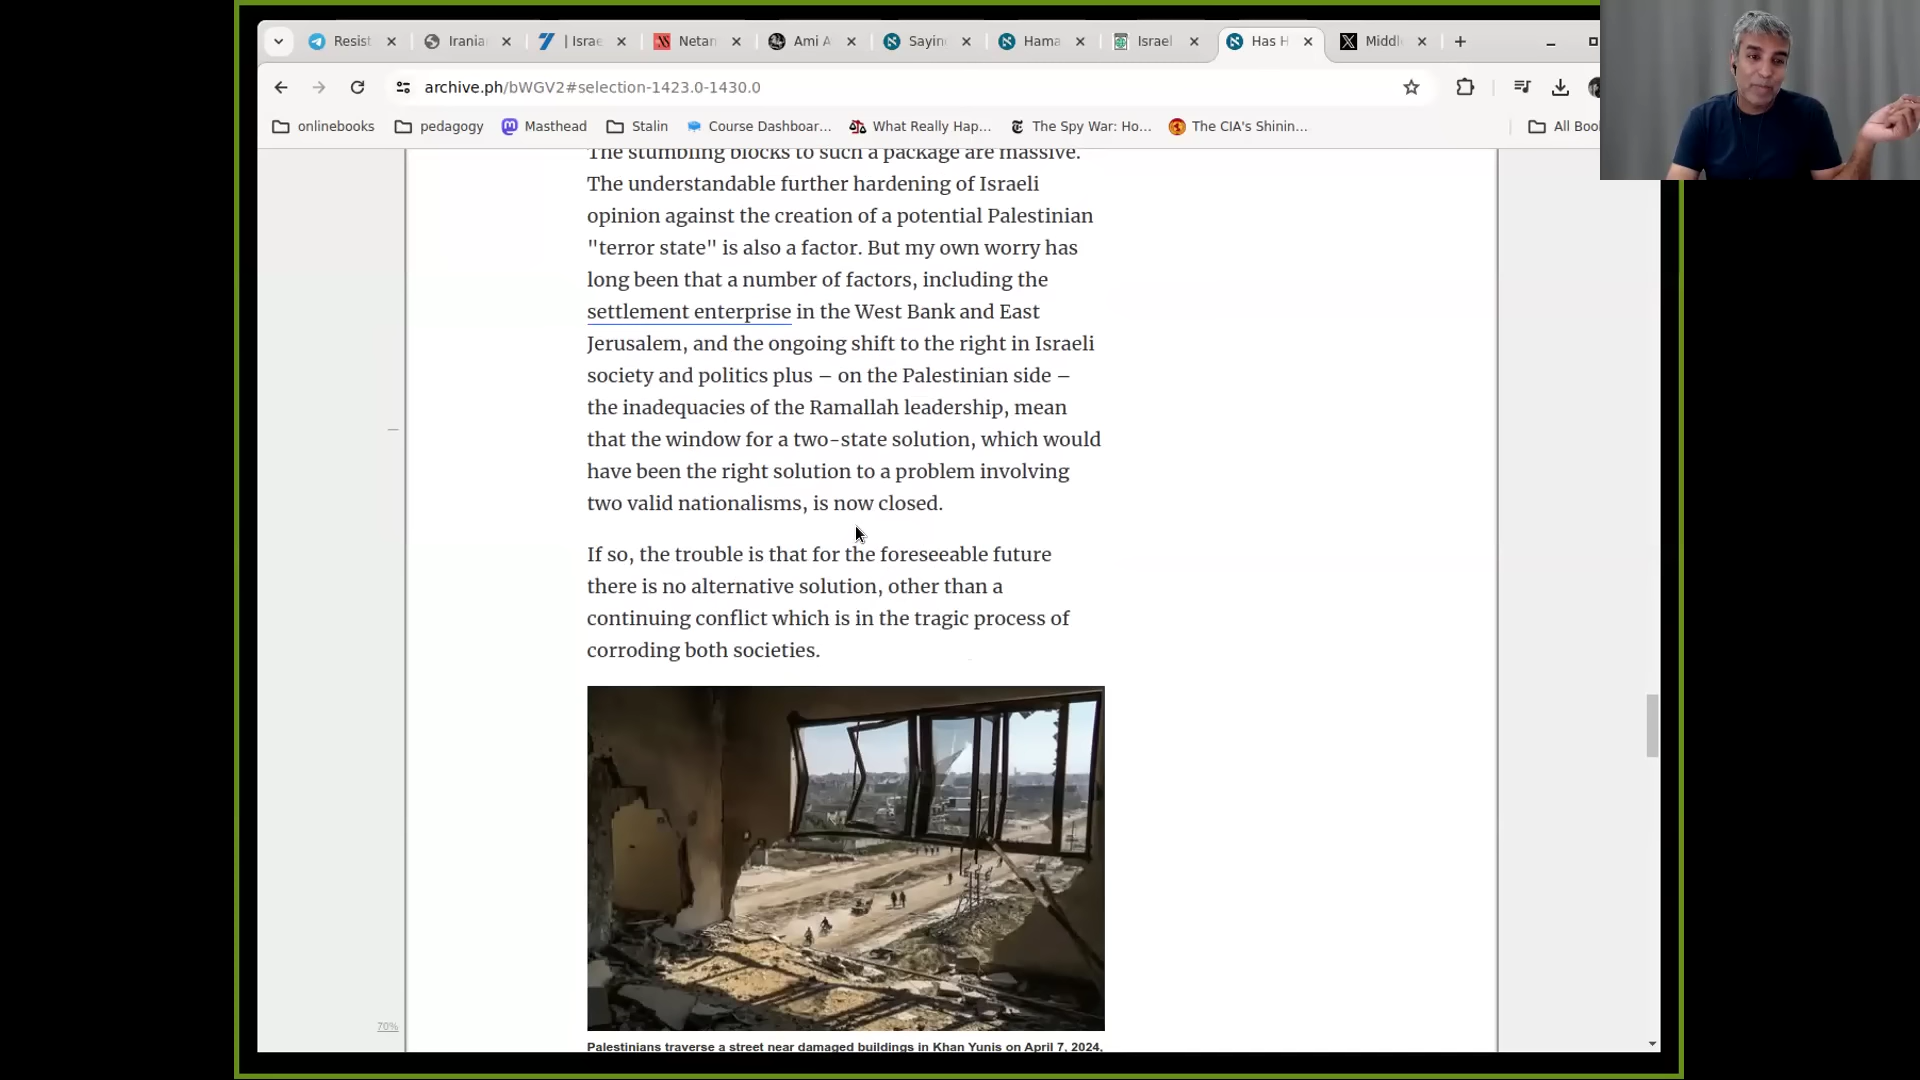 Resist
Irania
| Israe
Netan
Ami A
Sayin
Hama
Israel
Has H
Middl
archive.ph/bWGV2#selection-1423.0-1430.0
onlinebooks
pedagogy
Masthead
Stalin
Course Dashboar...
What Really Hap...
The Spy War: Ho...
The CIA's Shinin...
All Boo
The stumbling blocks to such a package are massive.
The understandable further hardening of Israeli
opinion against the creation of a potential Palestinian
"terror state" is also a factor. But my own worry has
long been that a number of factors, including the
settlement enterprise in the West Bank and East
Jerusalem, and the ongoing shift to the right in Israeli
society and politics plus – on the Palestinian side –
the inadequacies of the Ramallah leadership, mean
that the window for a two-state solution, which would
have been the right solution to a problem involving
two valid nationalisms, is now closed.
If so, the trouble is that for the foreseeable future
there is no alternative solution, other than a
continuing conflict which is in the tragic process of
corroding both societies.
70%
Palestinians traverse a street near damaged buildings in Khan Yunis on April 7, 2024,